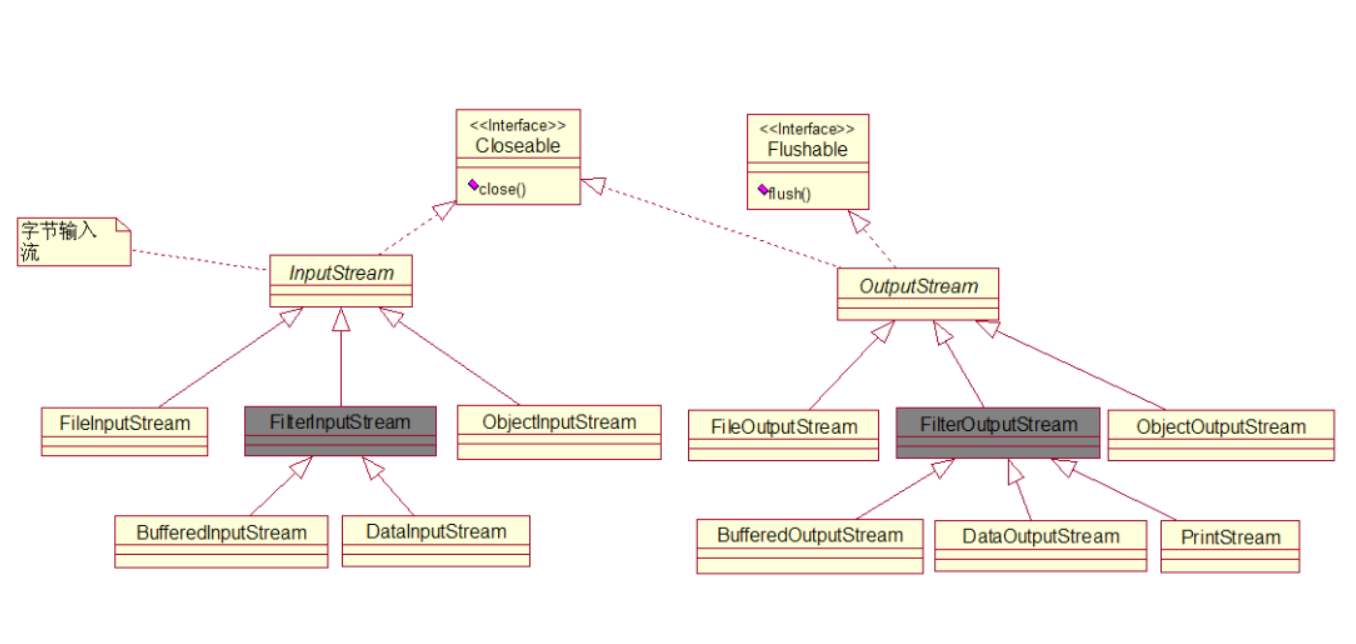 <<Interface>>
Closeable
close()
<<Interface>>
Flushable
flush()
字节输入
流
InputStream
OutputStream
FileInputStream
FilterInputStream
ObjectInputStream
FileOutputStream
FilterOutputStream
ObjectOutputStream
BufferedInputStream
DataInputStream
BufferedOutputStream
DataOutputStream
PrintStream